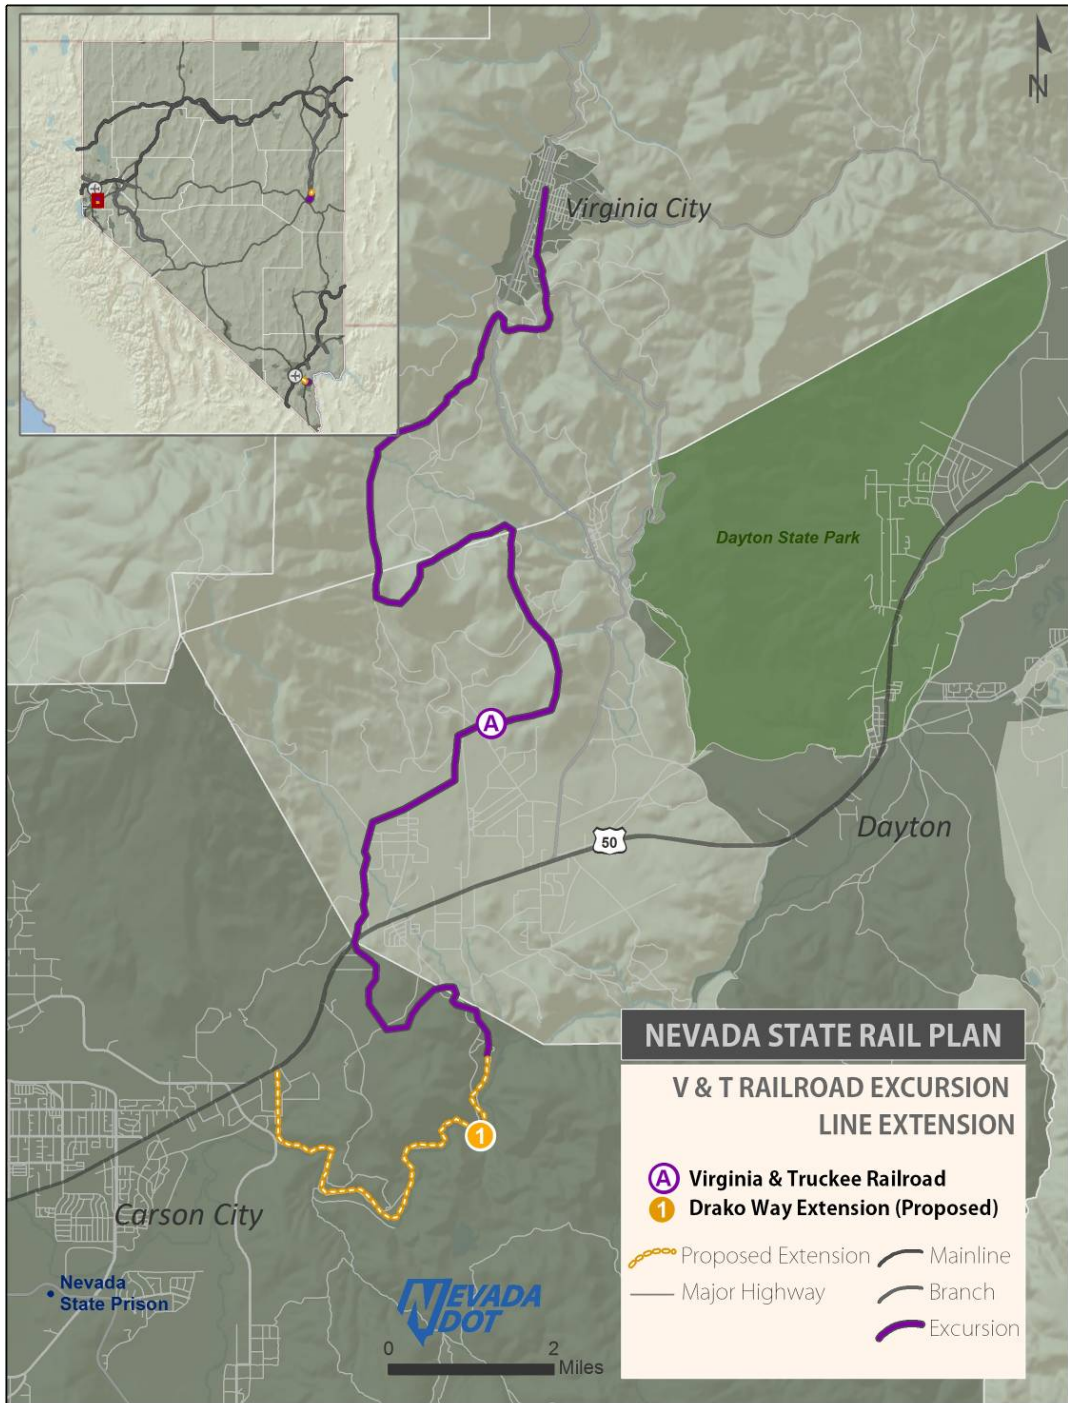 N
Virginia City
Dayton State Park
A
50
Dayton
1
Carson City
Nevada
State Prison
NEVADA
DOT
0 2
Miles
NEVADA STATE RAIL PLAN
V & T RAILROAD EXCURSION
LINE EXTENSION
A Virginia & Truckee Railroad
1 Drako Way Extension (Proposed)
Proposed Extension Mainline
Major Highway Branch
Excursion